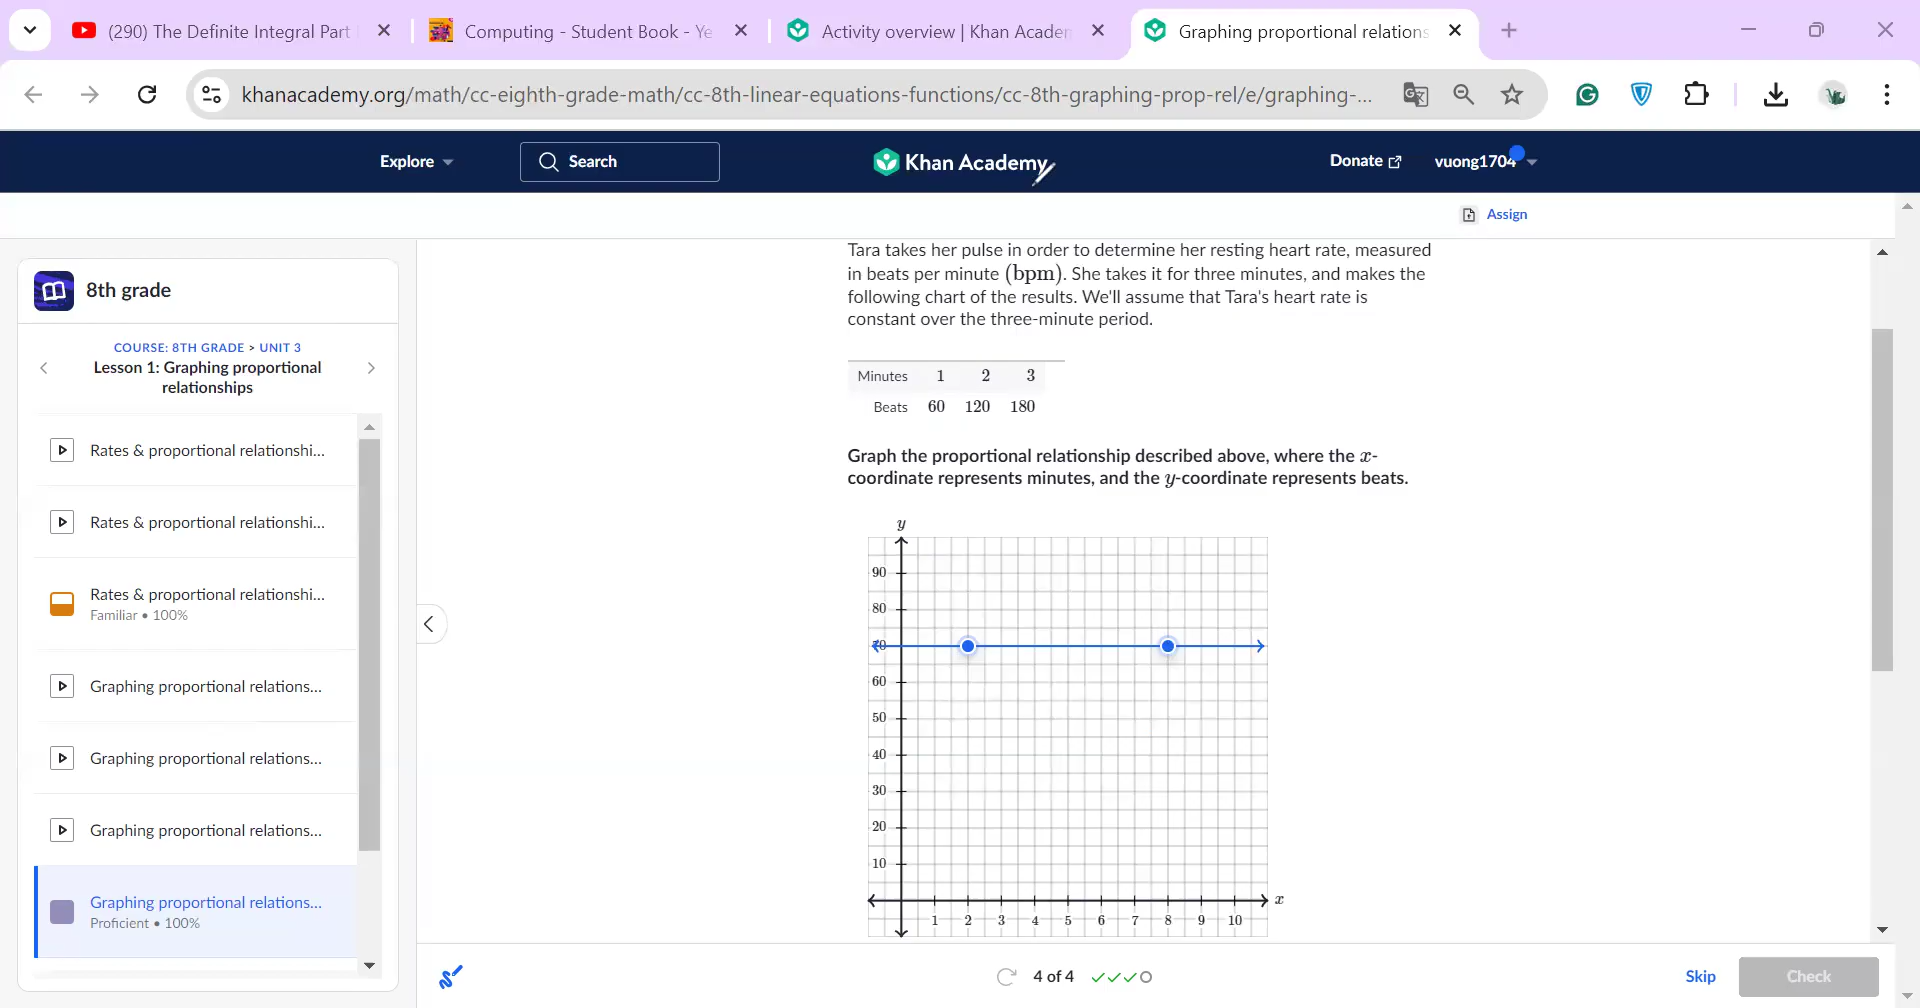 (290) The Definite Integral Part
Computing - Student Book - Ye
Activity overview | Khan Academ
Graphing proportional relations
khanacademy.org/math/cc-eighth-grade-math/cc-8th-linear-equations-functions/cc-8th-graphing-prop-rel/e/graphing-...
Explore
Search
Khan Academy
Donate
vuong1704
Assign
8th grade
COURSE: 8TH GRADE > UNIT 3
Lesson 1: Graphing proportional
relationships
Rates & proportional relationshi...
Rates & proportional relationshi...
Rates & proportional relationshi...
Familiar • 100%
Graphing proportional relations...
Graphing proportional relations...
Graphing proportional relations...
Graphing proportional relations...
Proficient • 100%
Tara takes her pulse in order to determine her resting heart rate, measured
in beats per minute (bpm). She takes it for three minutes, and makes the
following chart of the results. We'll assume that Tara's heart rate is
constant over the three-minute period.
Minutes 1 2 3
Beats 60 120 180
Graph the proportional relationship described above, where the x-
coordinate represents minutes, and the y-coordinate represents beats.
y
90
80
70
60
50
40
30
20
10
x
1 2 3 4 5 6 7 8 9 10
4 of 4
Skip
Check